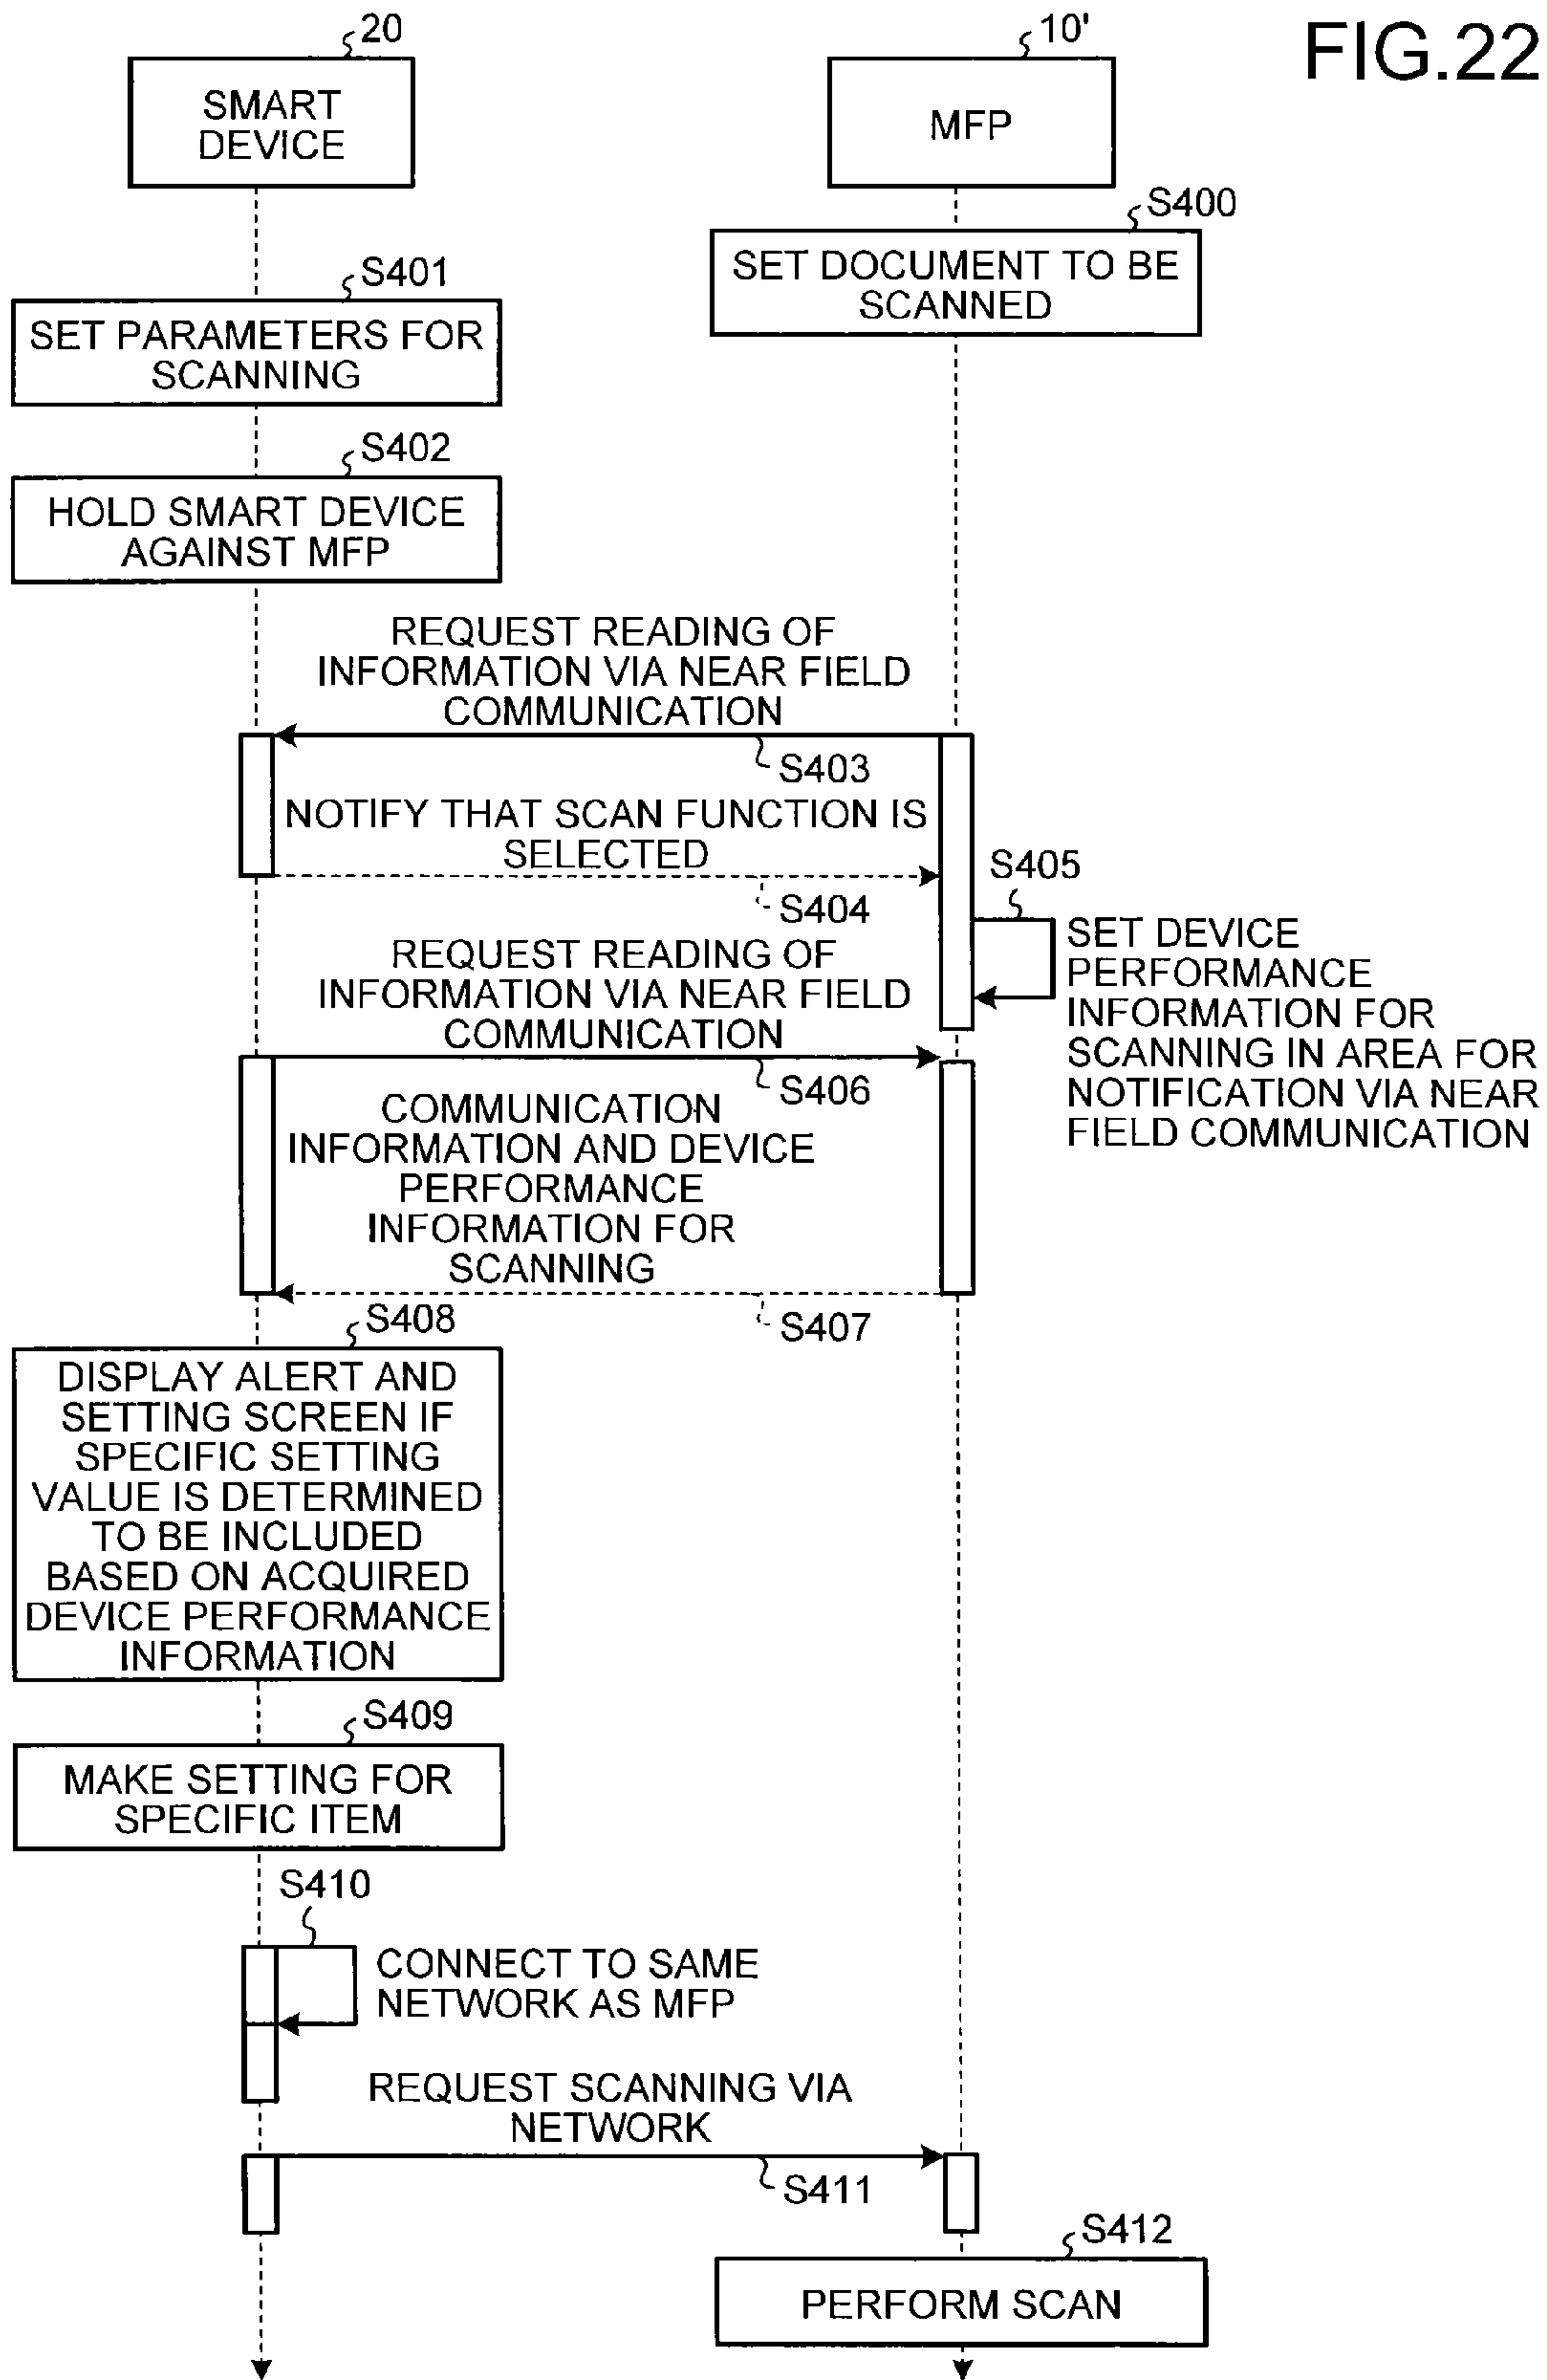 FIG.22
20
SMART
DEVICE
10'
MFP
S400
SET DOCUMENT TO BE
SCANNED
S401
SET PARAMETERS FOR
SCANNING
S402
HOLD SMART DEVICE
AGAINST MFP
REQUEST READING OF
INFORMATION VIA NEAR FIELD
COMMUNICATION
S403
NOTIFY THAT SCAN FUNCTION IS
SELECTED
S404
S405
SET DEVICE
PERFORMANCE
INFORMATION FOR
SCANNING IN AREA FOR
NOTIFICATION VIA NEAR
FIELD COMMUNICATION
REQUEST READING OF
INFORMATION VIA NEAR FIELD
COMMUNICATION
S406
COMMUNICATION
INFORMATION AND DEVICE
PERFORMANCE
INFORMATION FOR
SCANNING
S407
S408
DISPLAY ALERT AND
SETTING SCREEN IF
SPECIFIC SETTING
VALUE IS DETERMINED
TO BE INCLUDED
BASED ON ACQUIRED
DEVICE PERFORMANCE
INFORMATION
S409
MAKE SETTING FOR
SPECIFIC ITEM
S410
CONNECT TO SAME
NETWORK AS MFP
REQUEST SCANNING VIA
NETWORK
S411
S412
PERFORM SCAN